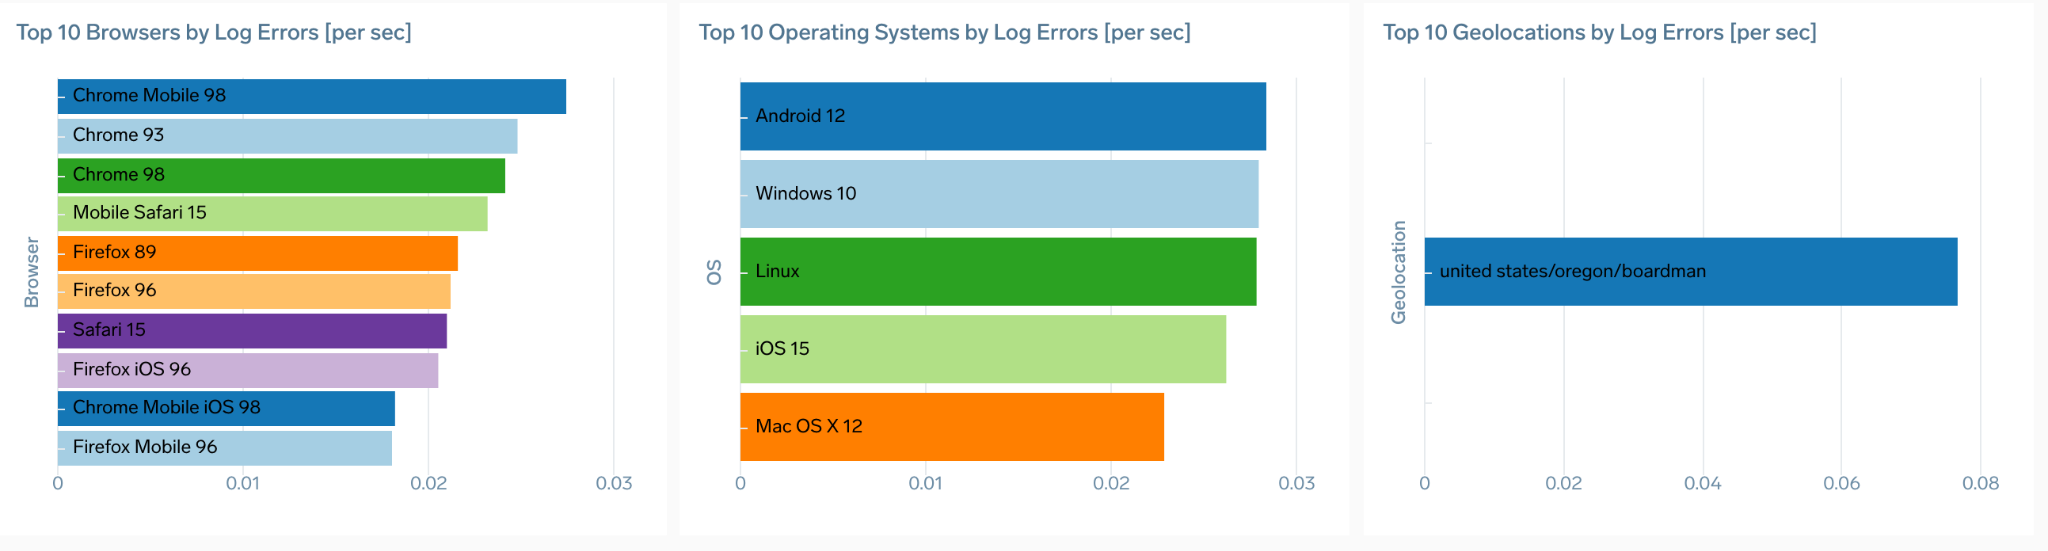 Top 10 Browsers by Log Errors [per sec]
Browser
Chrome Mobile 98
Chrome 93
Chrome 98
Mobile Safari 15
Firefox 89
Firefox 96
Safari 15
Firefox iOS 96
Chrome Mobile iOS 98
Firefox Mobile 96
0 0.01 0.02 0.03
Top 10 Operating Systems by Log Errors [per sec]
OS
Android 12
Windows 10
Linux
iOS 15
Mac OS X 12
0 0.01 0.02 0.03
Top 10 Geolocations by Log Errors [per sec]
Geolocation
united states/oregon/boardman
0 0.02 0.04 0.06 0.08